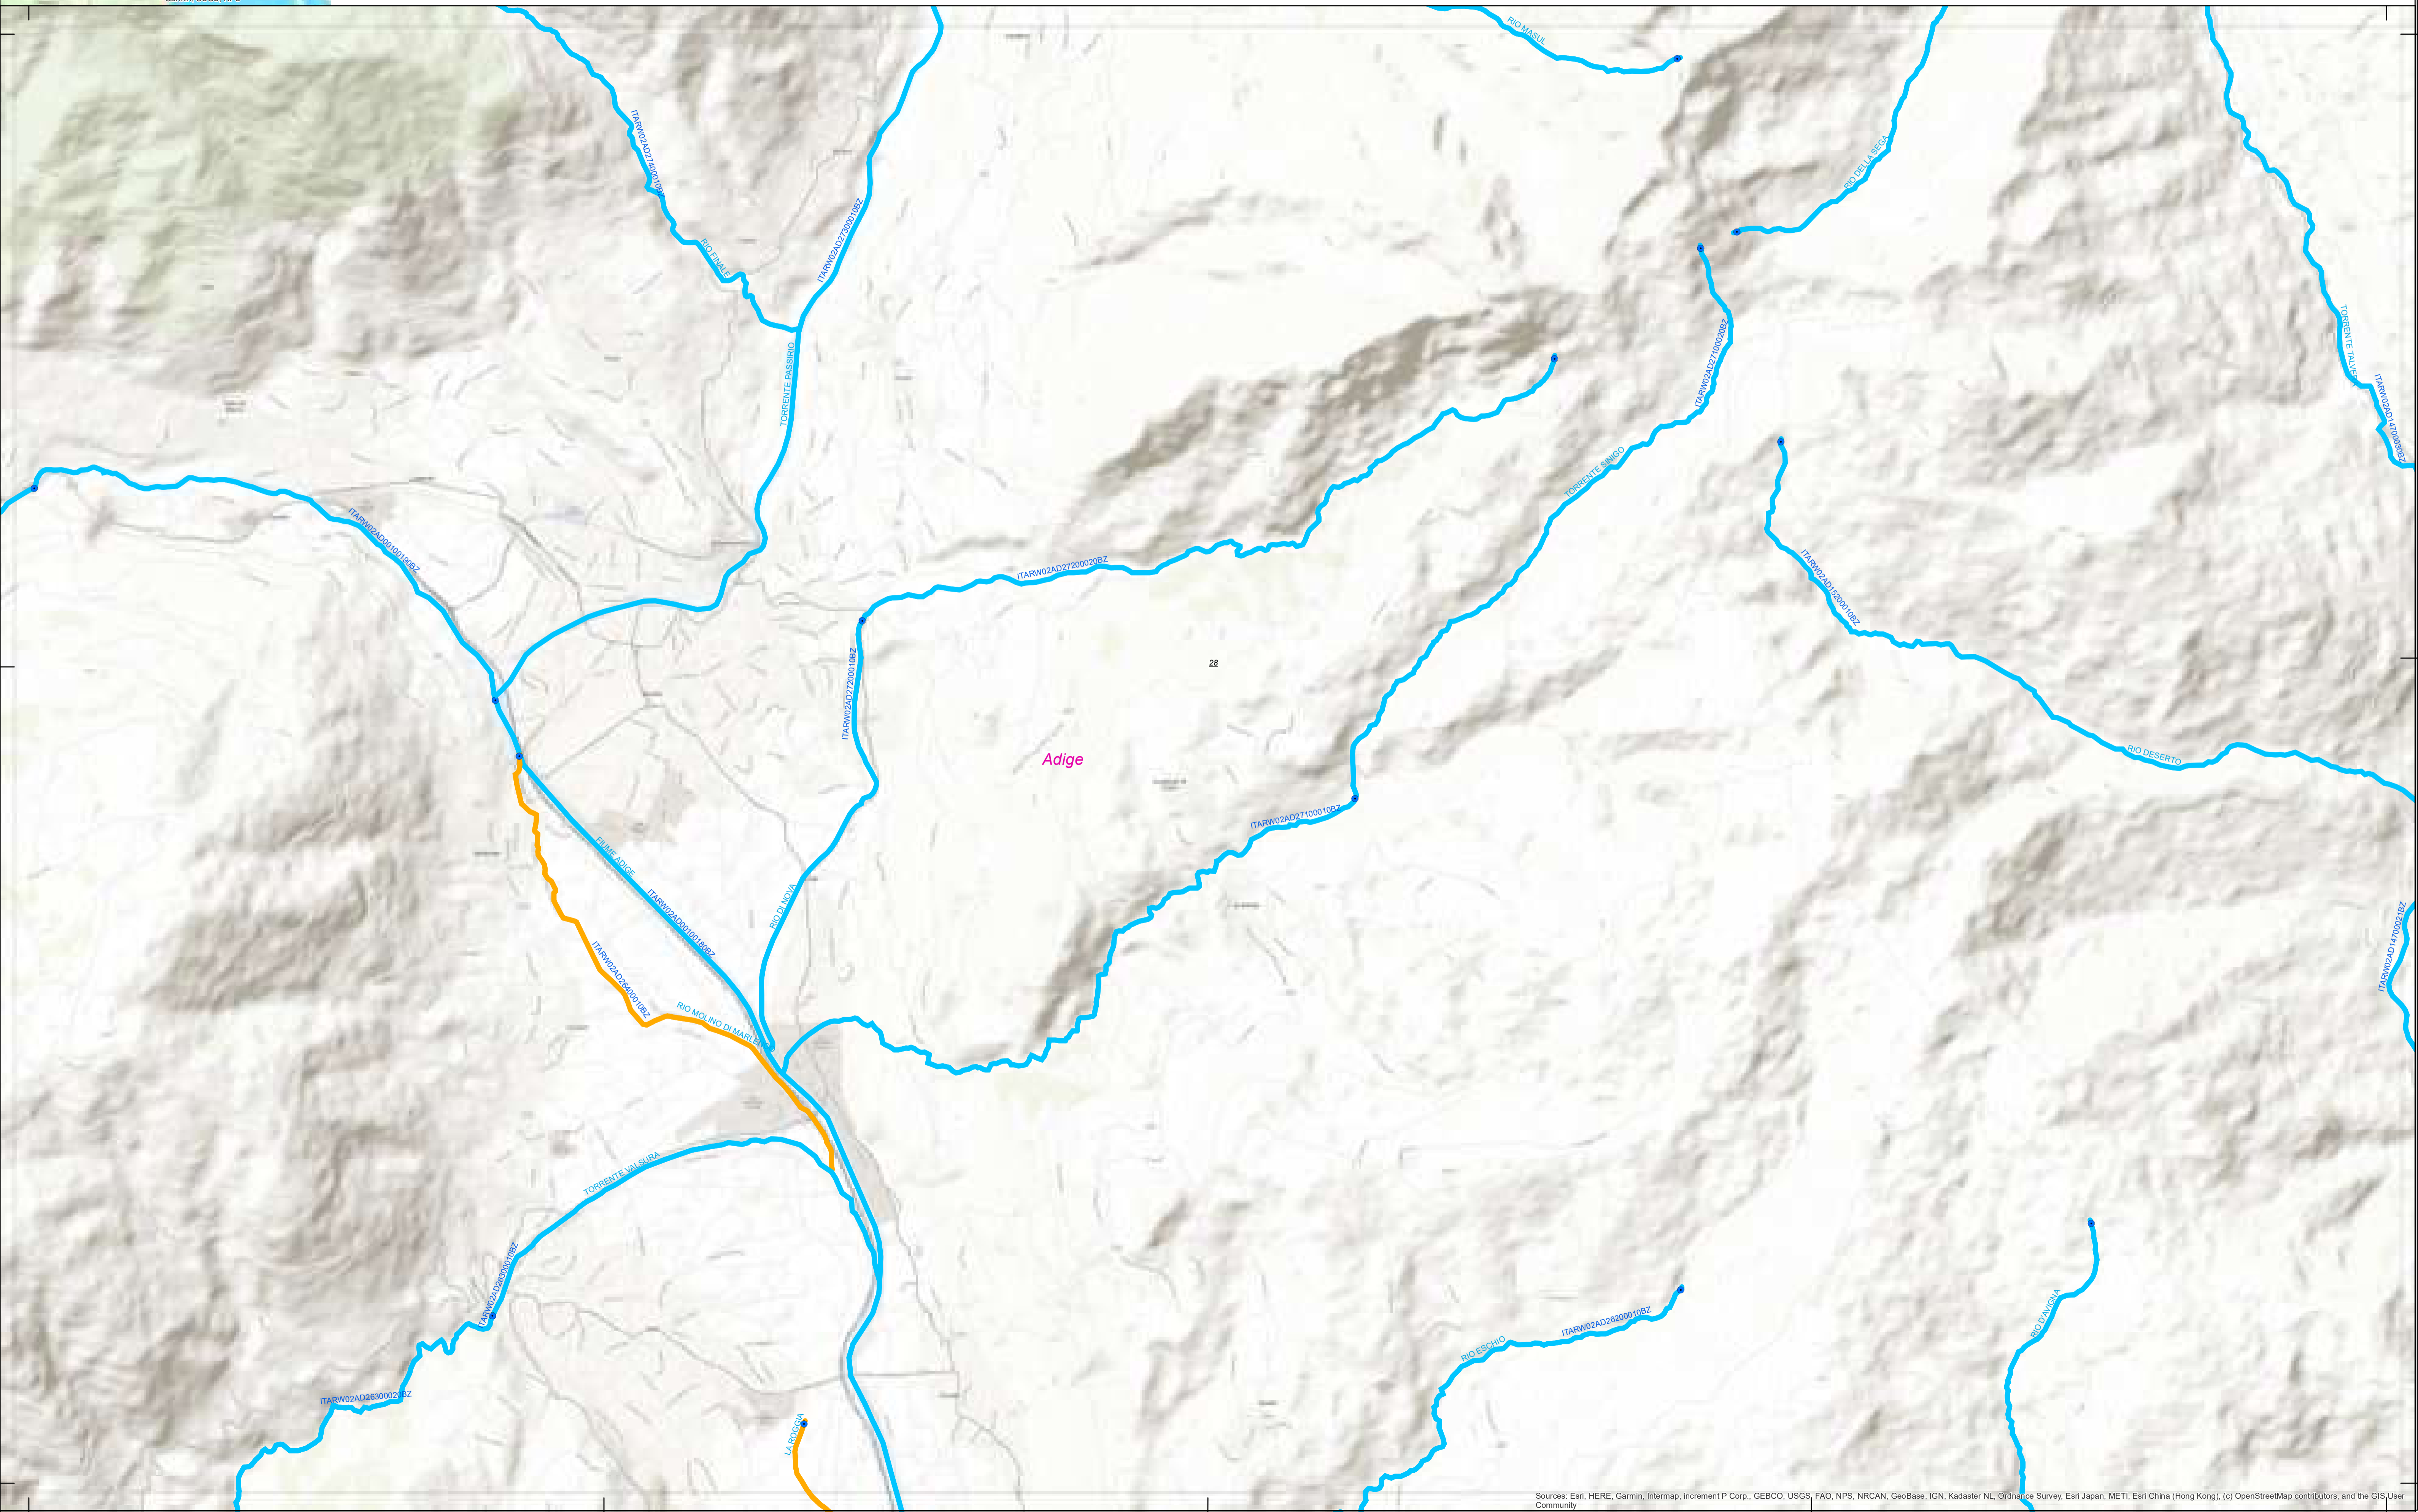 RIO MASUL
ITARW02AD27400010BZ
RIO DELLA SEGA
ITARW02AD27300010BZ
RIO FINALE
TORRENTE PASSIRIO
ITARW02AD27100020BZ
TORRENTE TALVERA
ITARW02AD14700030BZ
TORRENTE SINIGO
ITARW02AD00100190BZ
ITARW02AD27200020BZ
ITARW02AD15200010BZ
ITARW02AD27200010BZ
28
Adige
RIO DESERTO
ITARW02AD27100010BZ
FIUME ADIGE
ITARW02AD00100180BZ
RIO DI NOVA
ITARW02AD26400010BZ
ITARW02AD14700021BZ
RIO MOLINO DI
TORRENTE VALSURA
ITARW02AD26300010BZ
RIO D'AVIGNA
ITARW02AD26200010BZ
RIO ESCHIO
ITARW02AD26300020BZ
LA ROGGIA
Sources: Esri, HERE, Garmin, Intermap, increment P Corp., GEBCO, USGS, FAO, NPS, NRCAN, GeoBase, IGN, Kadaster NL, Ordnance Survey, Esri Japan, METI, Esri China (Hong Kong), (c) OpenStreetMap contributors, and the GIS User
Community